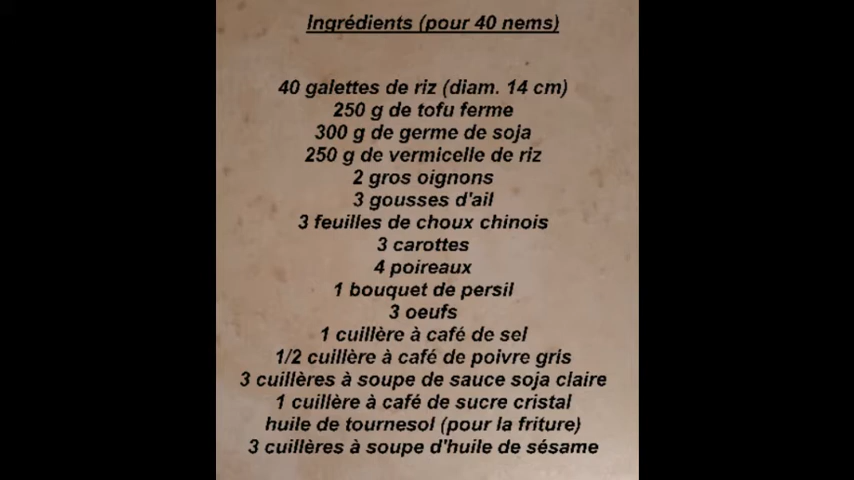 Ingrédients (pour 40 nems)
40 galettes de riz (diam. 14 cm)
250 g de tofu ferme
300 g de germe de soja
250 g de vermicelle de riz
2 gros oignons
3 gousses d'ail
3 feuilles de choux chinois
3 carottes
4 poireaux
1 bouquet de persil
3 oeufs
1 cuillère à café de sel
1/2 cuillère à café de poivre gris
3 cuillères à soupe de sauce soja claire
1 cuillère à café de sucre cristal
huile de tournesol (pour la friture)
3 cuillères à soupe d'huile de sésame